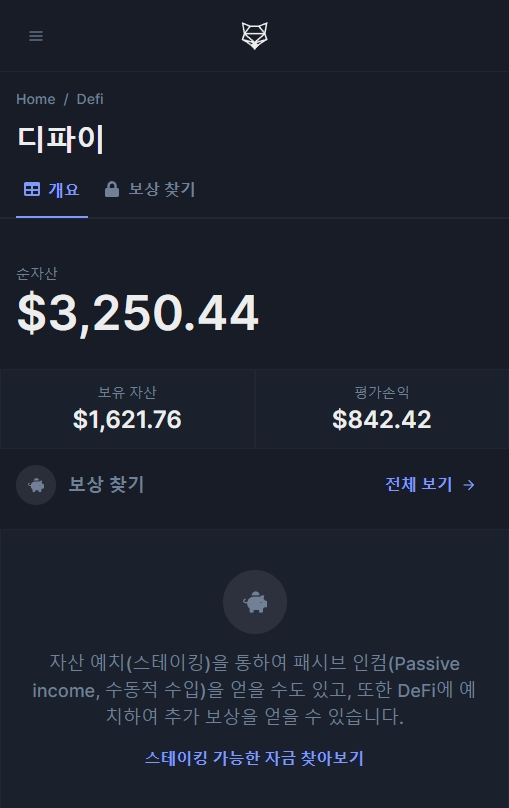 Home / Defi
디파이
개요 보상 찾기
순자산
$3,250.44
보유 자산 평가손익
$1,621.76 $842.42
보상 찾기 전체 보기 →
자산 예치(스테이킹)을 통하여 패시브 인컴(Passive
income, 수동적 수입)을 얻을 수도 있고, 또한 DeFi에 예
치하여 추가 보상을 얻을 수 있습니다.
스테이킹 가능한 자금 찾아보기